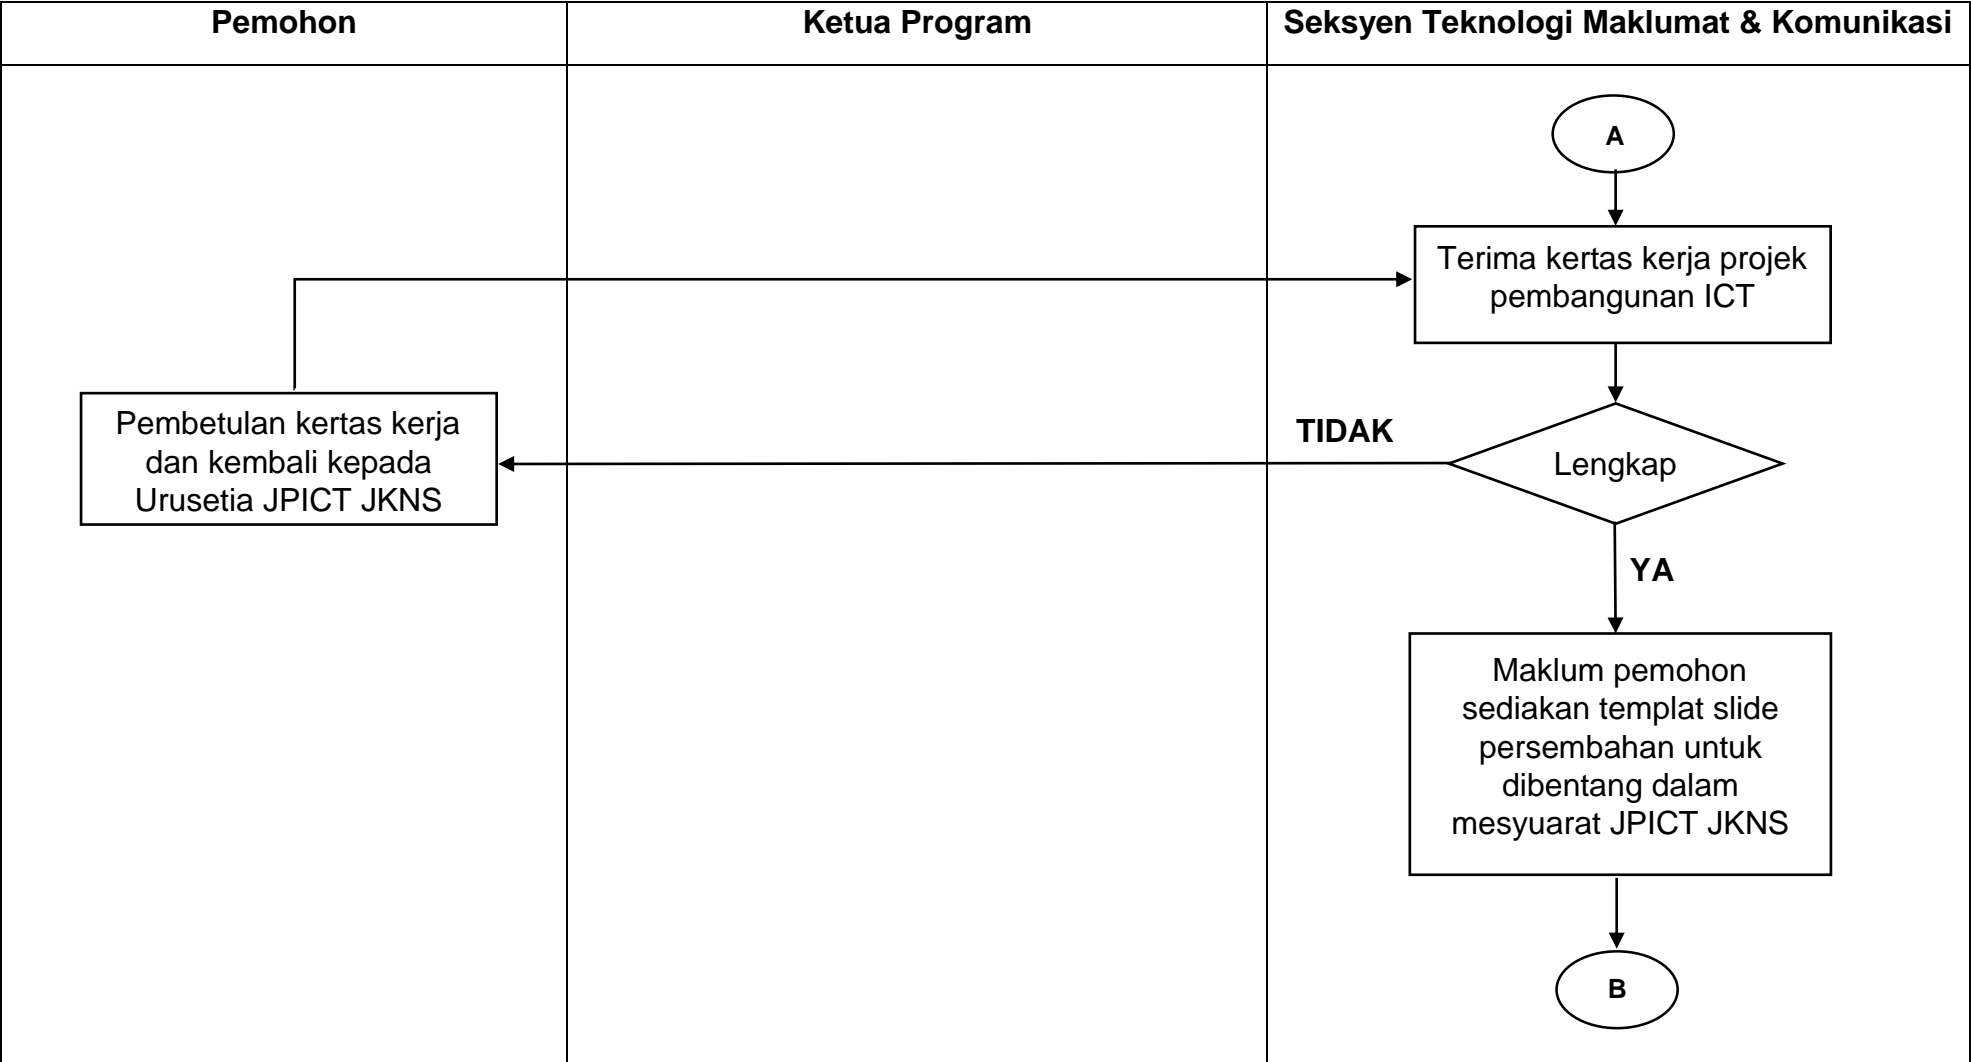 Pemohon
Ketua Program
Seksyen Teknologi Maklumat & Komunikasi
A
Terima kertas kerja projek
pembangunan ICT
Pembetulan kertas kerja
dan kembali kepada
Urusetia JPICT JKNS
TIDAK
Lengkap
YA
Maklum pemohon
sediakan templat slide
persembahan untuk
dibentang dalam
mesyuarat JPICT JKNS
B